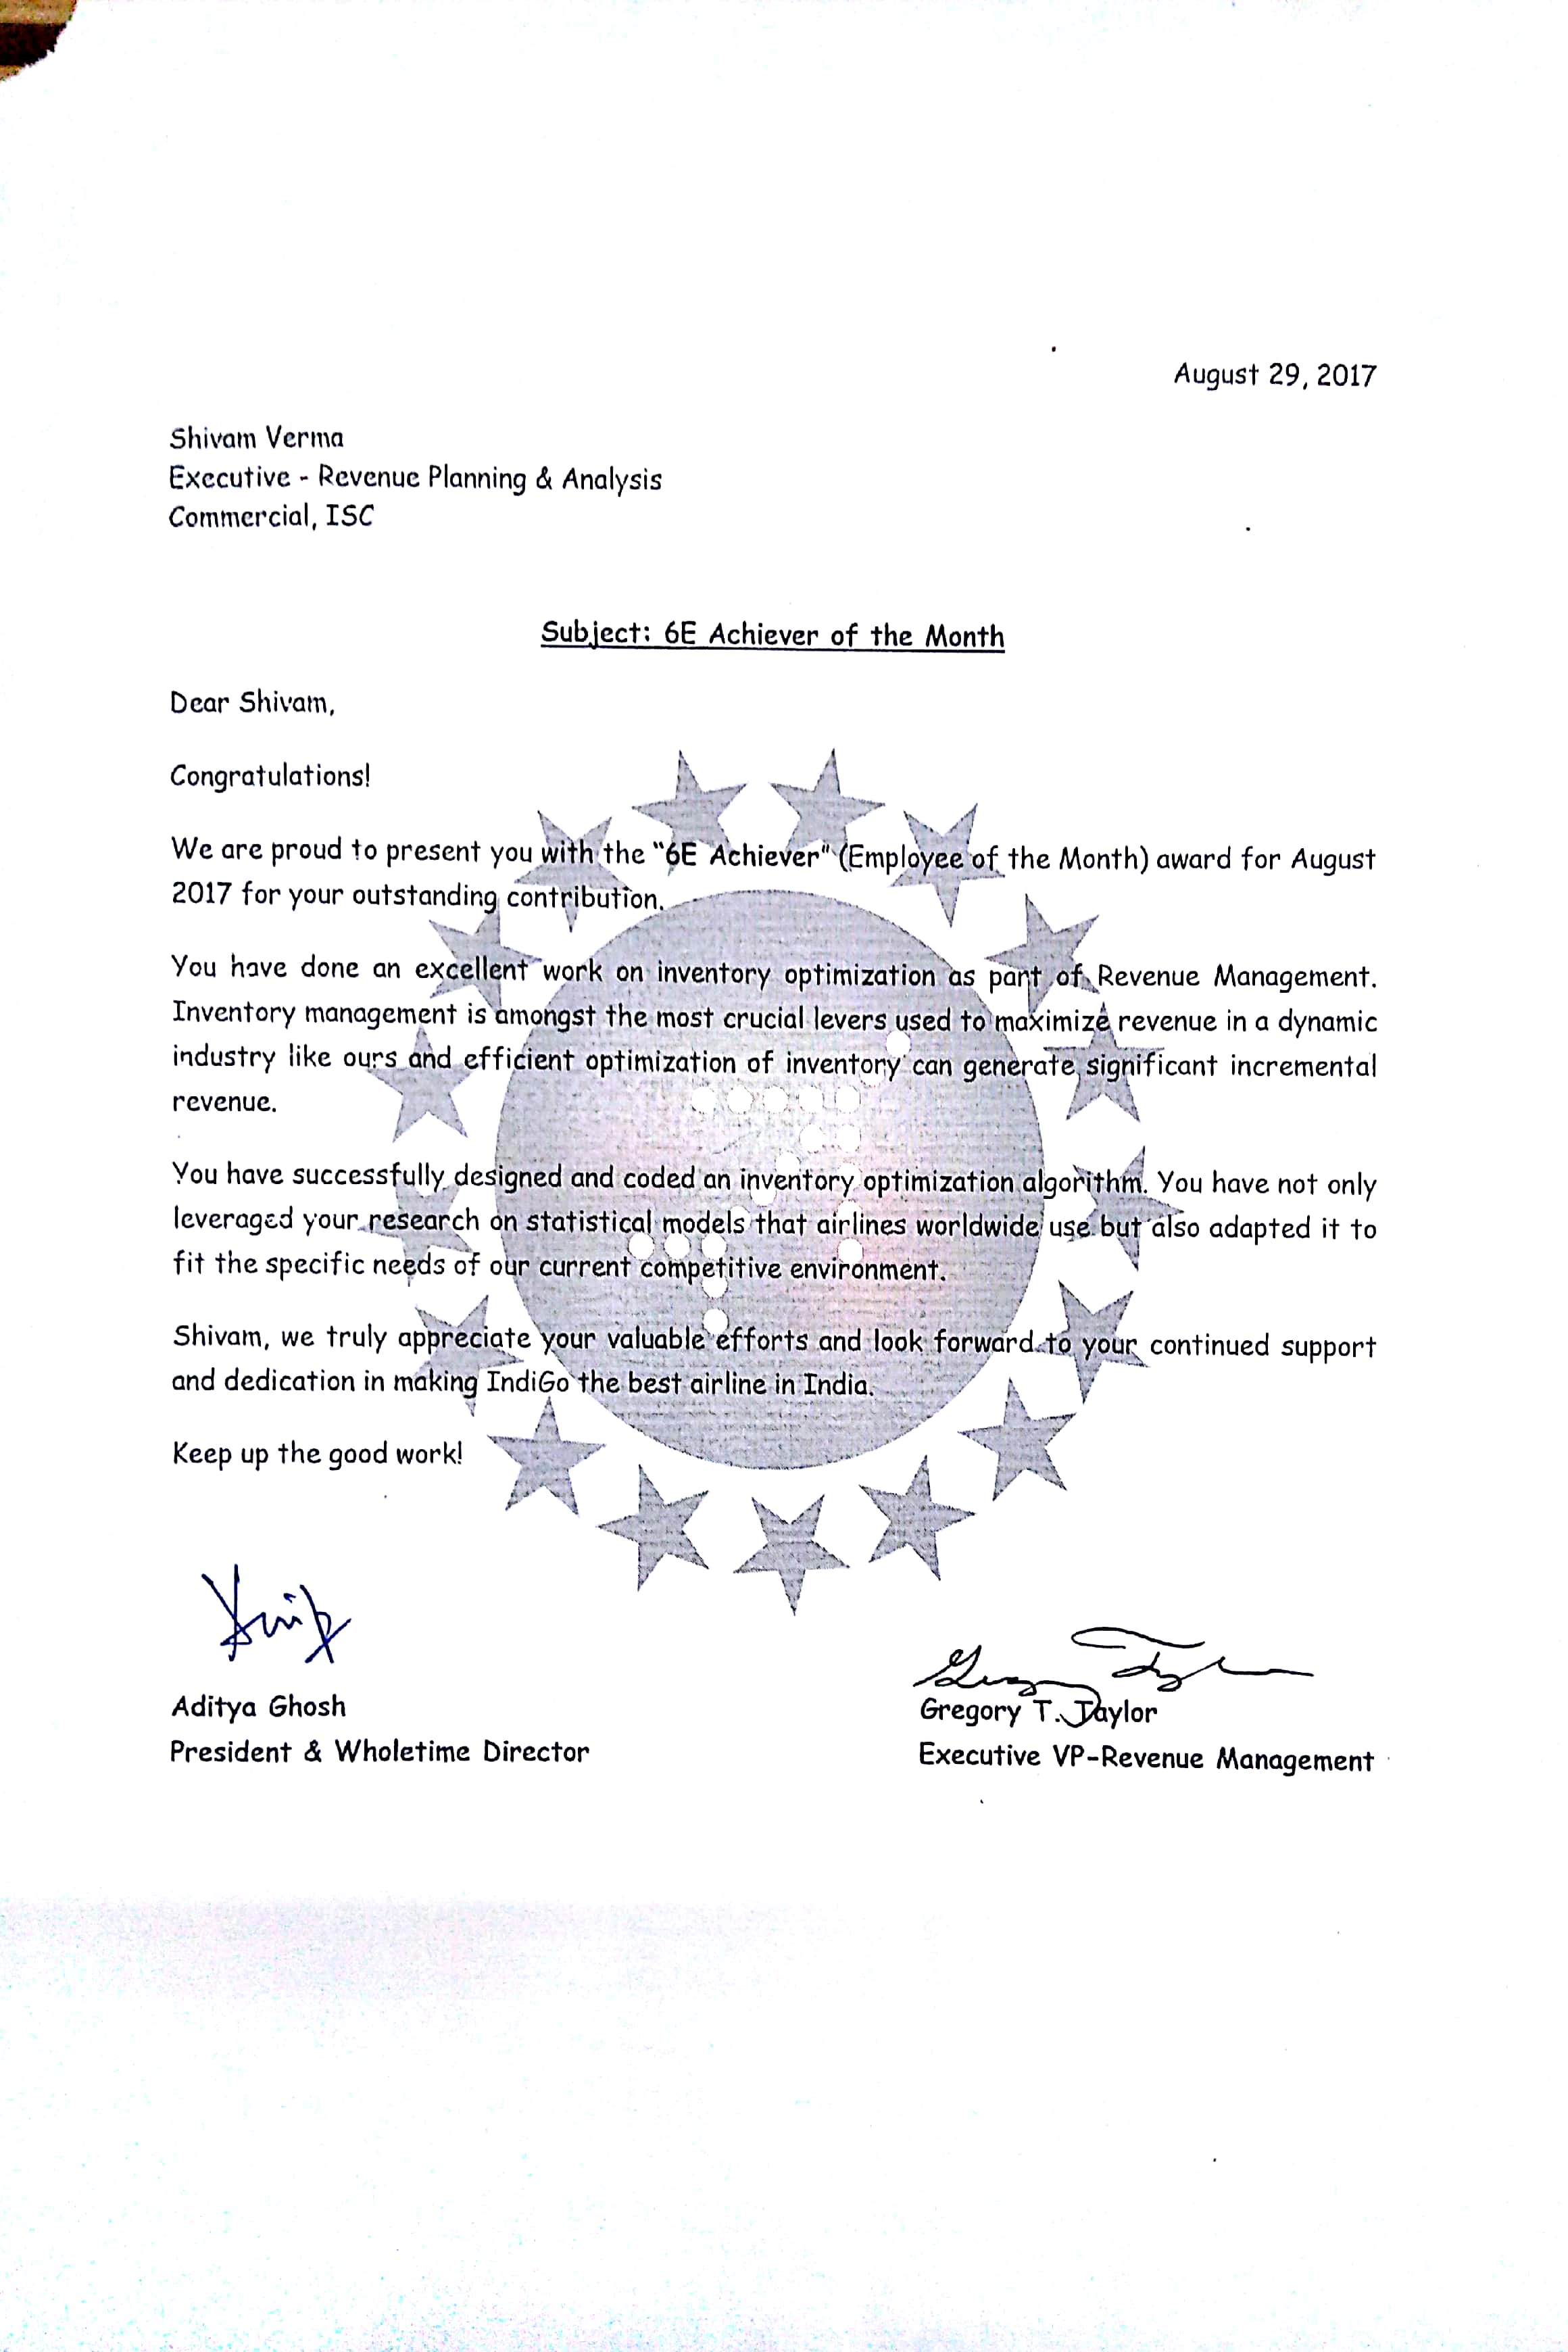 August 29, 2017
Shivam Verma
Executive - Revenue Planning & Analysis
Commercial, ISC
Subject: 6E Achiever of the Month
Dear Shivam,
Congratulations!
We are proud to present you with the "6E Achiever" (Employee of the Month) award for August
2017 for your outstanding contribution.
You have done an excellent work on inventory optimization as part of Revenue Management.
Inventory management is amongst the most crucial levers used to maximize revenue in a dynamic
industry like ours and efficient optimization of inventory can generate significant incremental
revenue.
You have successfully designed and coded an inventory optimization algorithm. You have not only
leveraged your research on statistical models that airlines worldwide use but also adapted it to
fit the specific needs of our current competitive environment.
Shivam, we truly appreciate your valuable efforts and look forward to your continued support
and dedication in making IndiGo the best airline in India.
Keep up the good work!
Aditya Ghosh
President & Wholetime Director
Gregory T. Taylor
Executive VP-Revenue Management